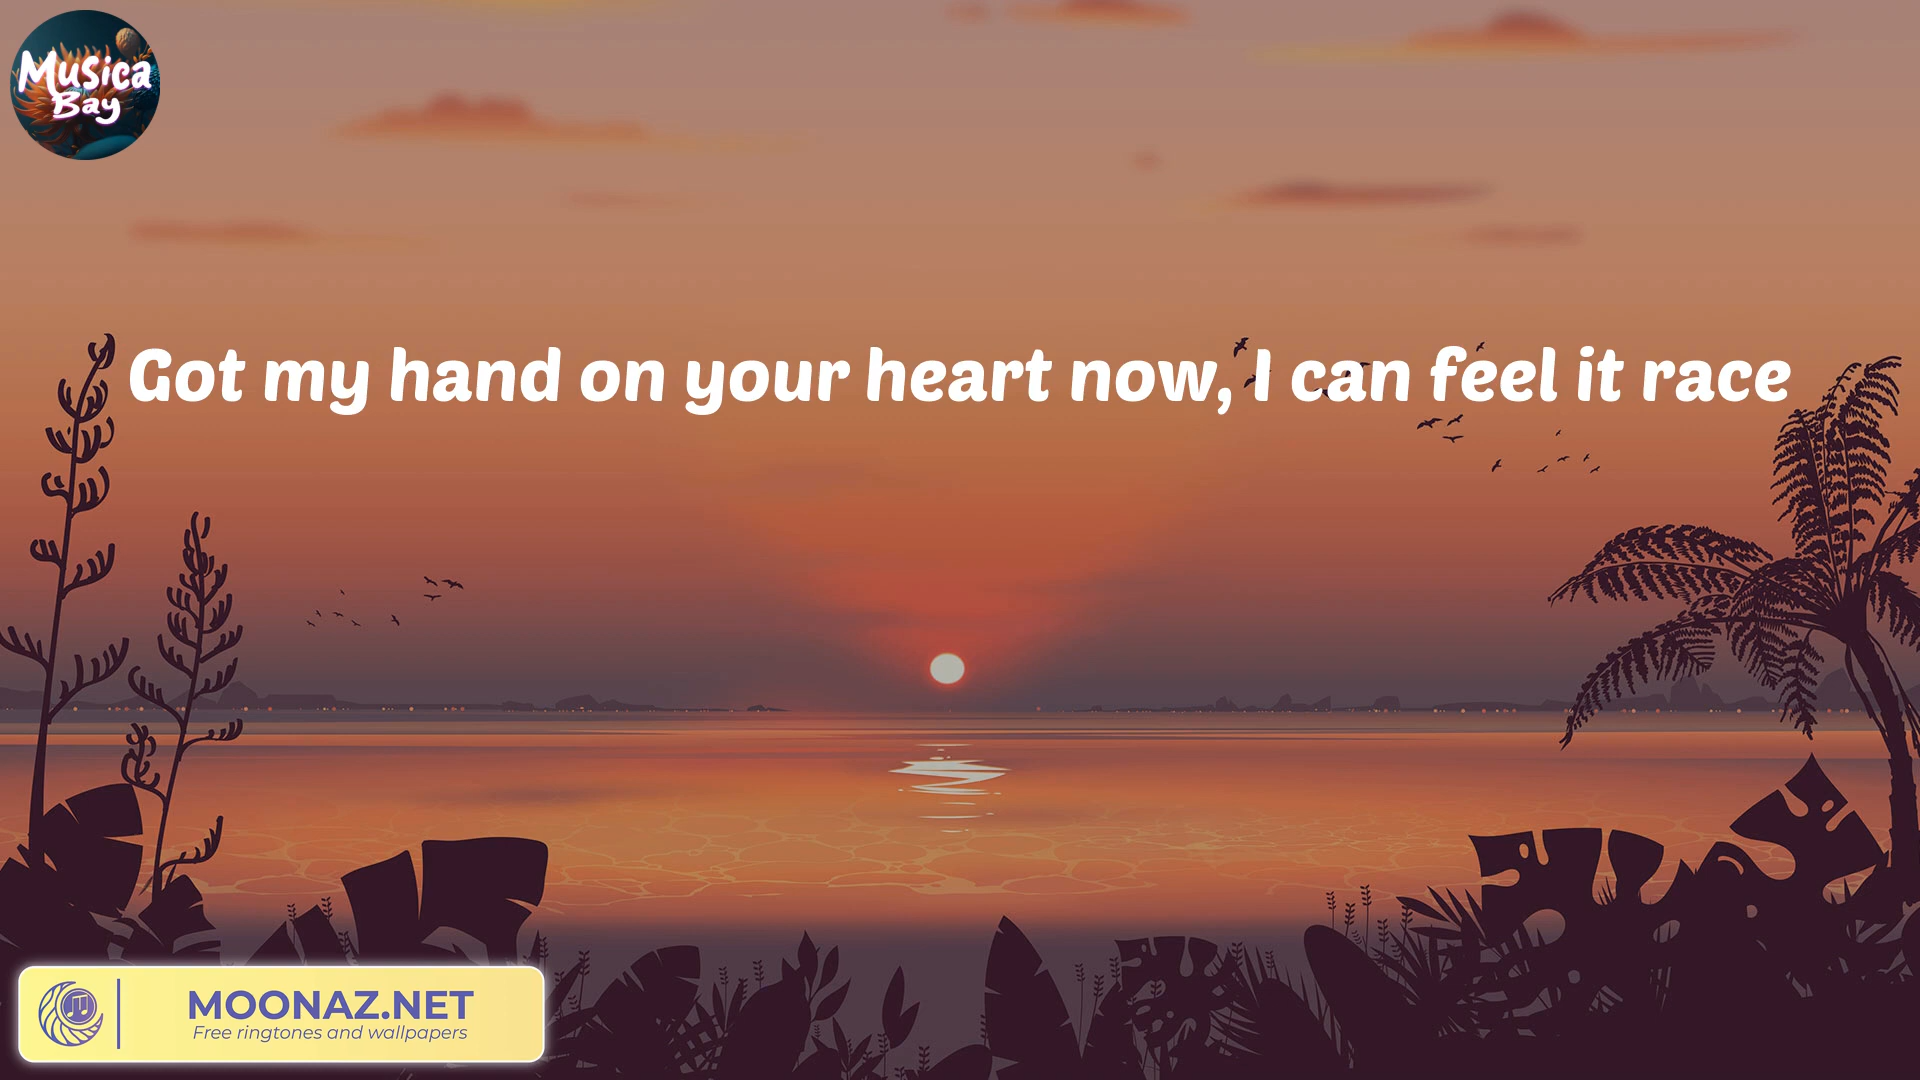 Musica
Bay
Got my hand on your heart now, I can feel it race
MOONAZ.NET
Free ringtones and wallpapers